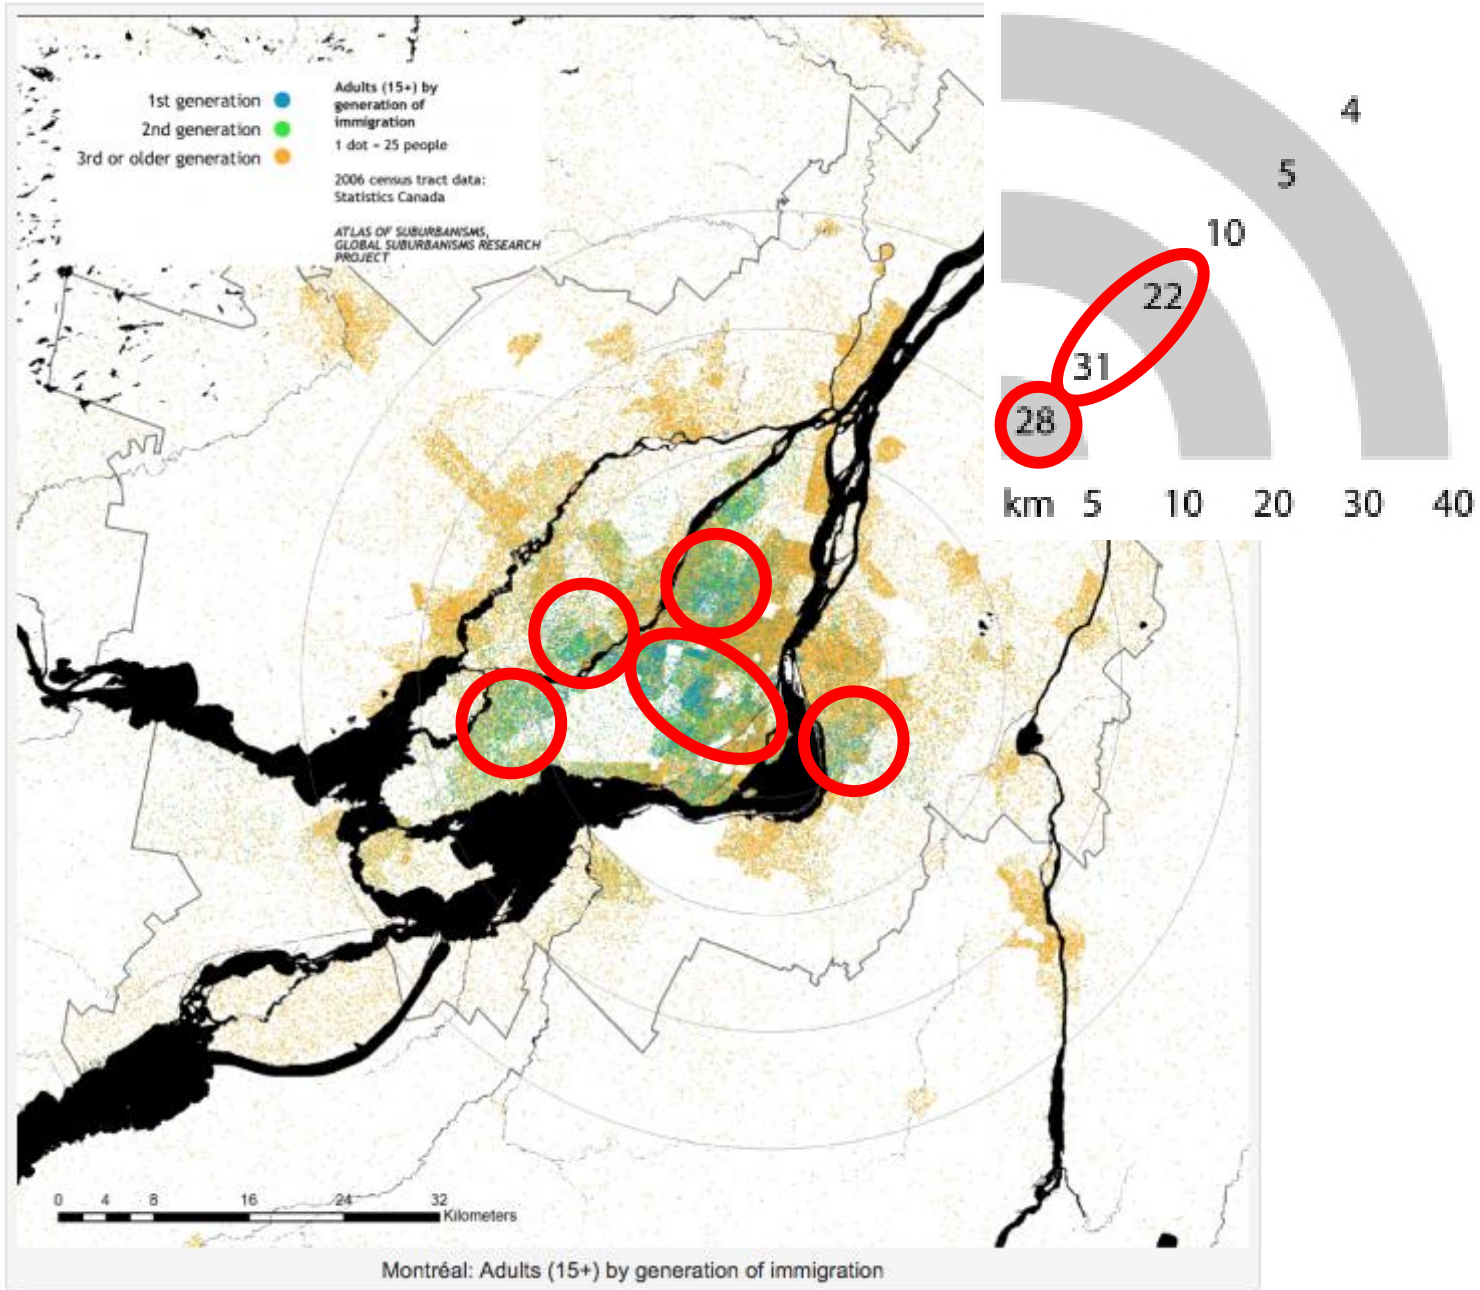 1st generation
2nd generation
3rd or older generation
Adults (15+) by
generation of
immigration
1 dot = 25 people
2006 census tract data:
Statistics Canada
ATLAS OF SUBURBANISMS,
GLOBAL SUBURBANISMS RESEARCH
PROJECT
4
5
10
22
31
28
km 5 10 20 30 40
0 4 8 16 24 32
Kilometers
Montréal: Adults (15+) by generation of immigration